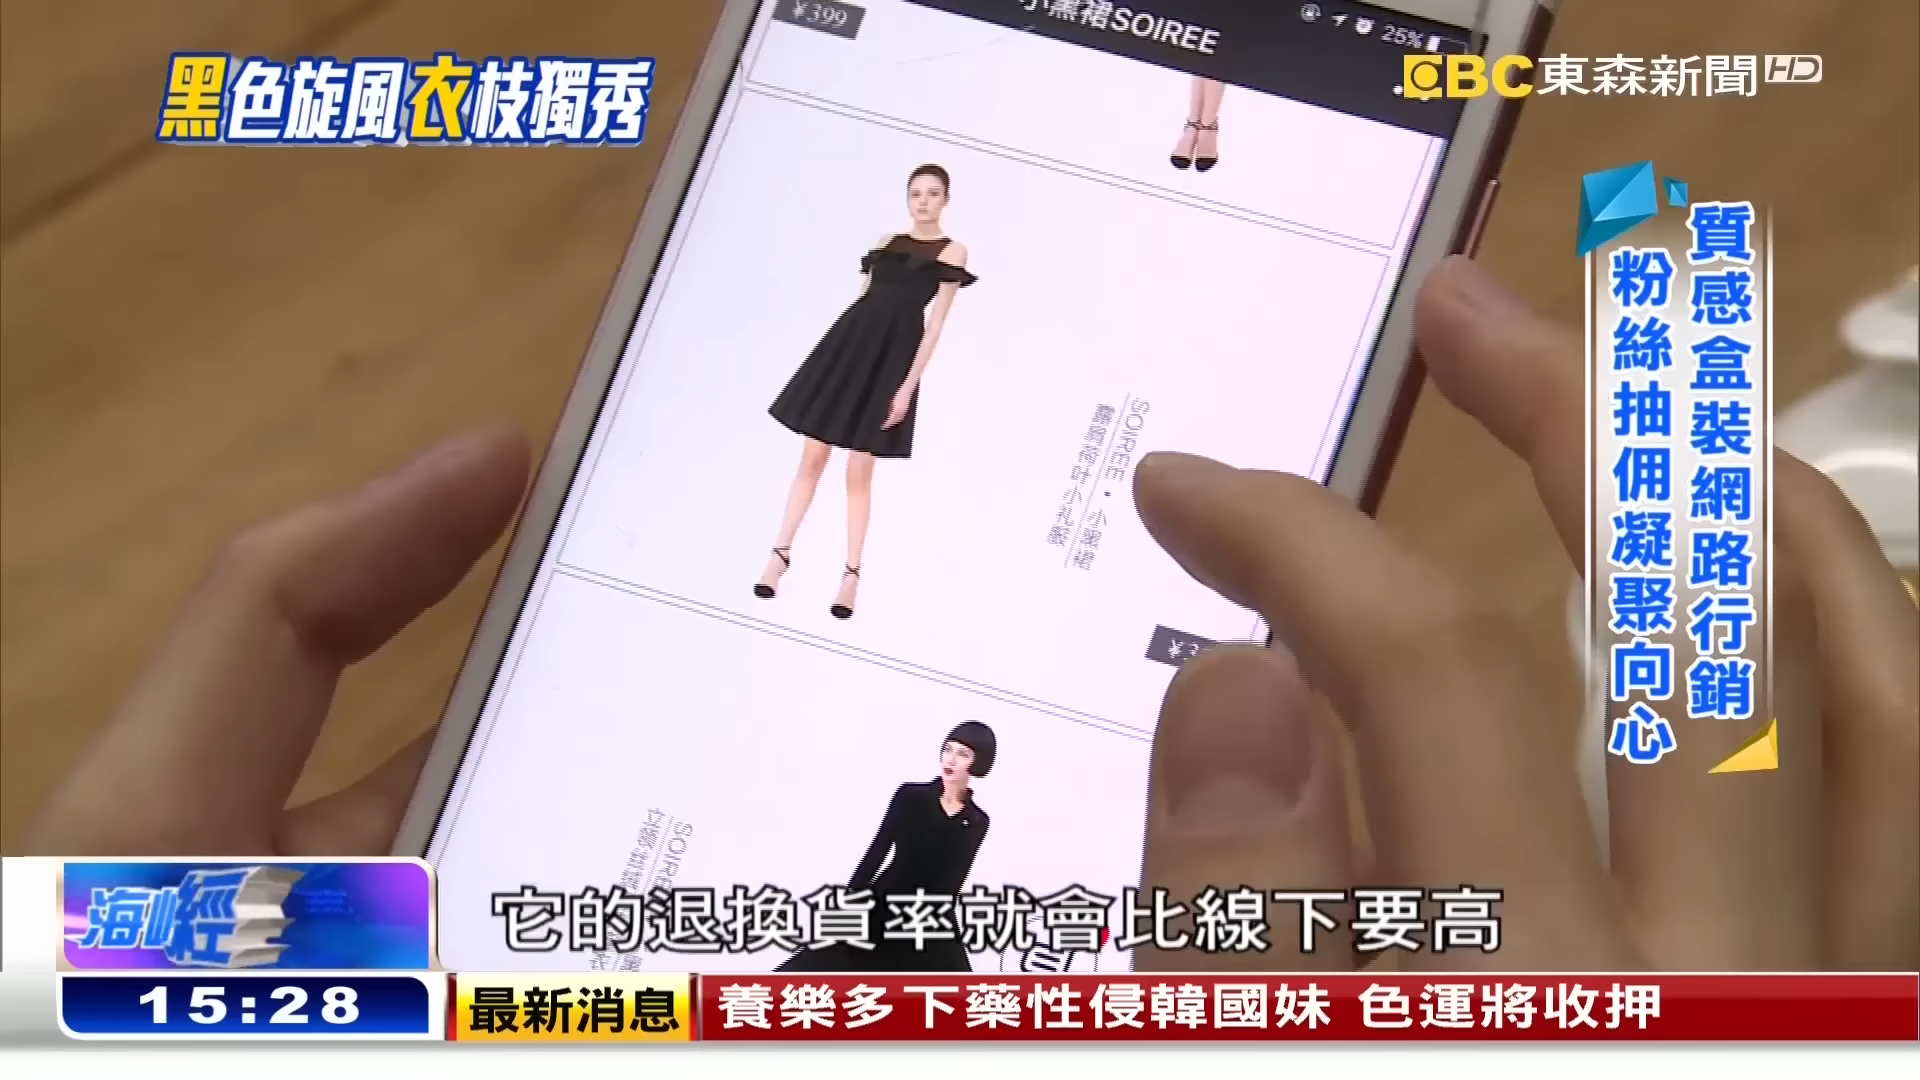 ¥399
小黑裙SOIREE
25%
黑色旋風衣枝獨秀
EBC東森新聞HD
質感盒裝網路行銷
粉絲抽佣凝聚向心
SOIREE·小黑裙
SOIRE
它的退換貨率就會比線下要高
海峽經
15:28
最新消息
養樂多下藥性侵韓國妹 色運將收押